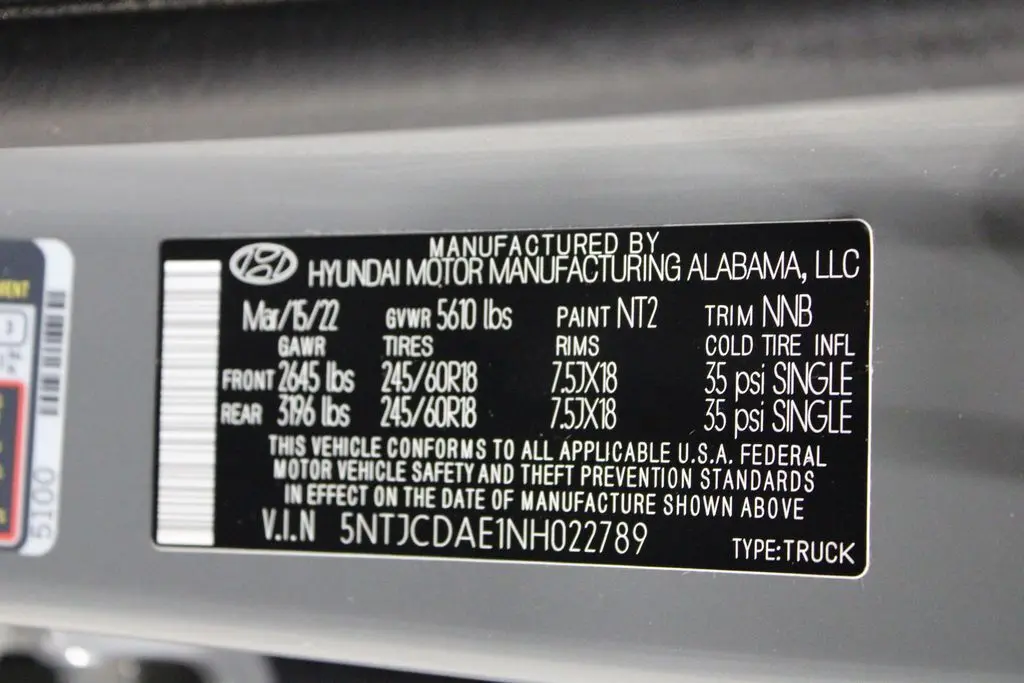 MANUFACTURED BY
HYUNDAI MOTOR MANUFACTURING ALABAMA, LLC
Mar/15/22 GVWR 5610 lbs PAINT NT2 TRIM NNB
GAWR TIRES RIMS COLD TIRE INFL
FRONT 2645 lbs 245/60R18 7.5JX18 35 psi SINGLE
REAR 3196 lbs 245/60R18 7.5JX18 35 psi SINGLE
THIS VEHICLE CONFORMS TO ALL APPLICABLE U.S.A. FEDERAL
MOTOR VEHICLE SAFETY AND THEFT PREVENTION STANDARDS
IN EFFECT ON THE DATE OF MANUFACTURE SHOWN ABOVE
V.I.N 5NTJCDAE1NH022789 TYPE:TRUCK
5100